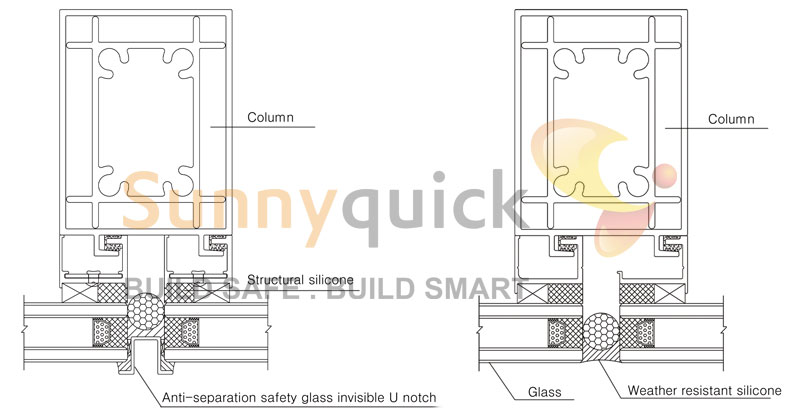 Column
Column
Sunnyquick
Structural silicone
BUILD SAFE . BUILD SMART
Glass
Weather resistant silicone
Anti-separation safety glass invisible U notch